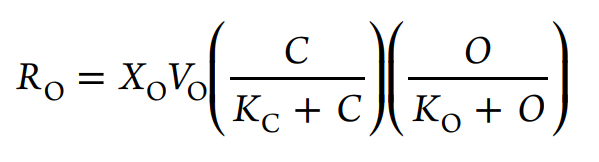 R_O = X_O V_O (C / (K_C + C)) (O / (K_O + O))